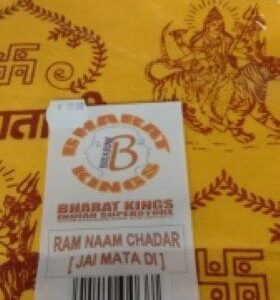 BHARAT
B
KINGS
BHARAT KINGS
INDIAN SUPERSTORE
RAM NAAM CHADAR
[ JAI MATA DI ]